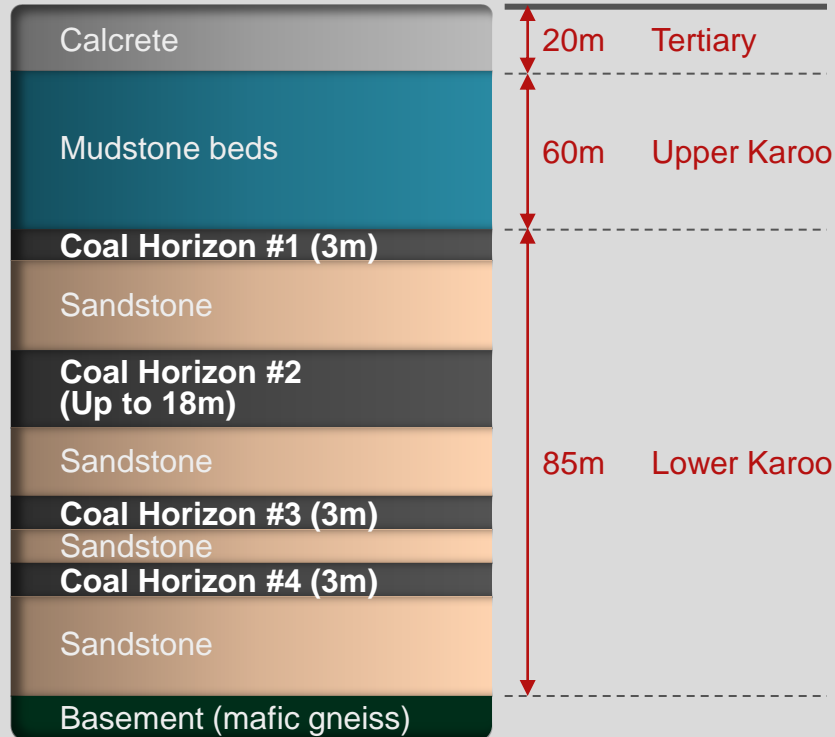 Calcrete
20m Tertiary
Mudstone beds
60m Upper Karoo
Coal Horizon #1 (3m)
Sandstone
Coal Horizon #2
(Up to 18m)
Sandstone
85m Lower Karoo
Coal Horizon #3 (3m)
Sandstone
Coal Horizon #4 (3m)
Sandstone
Basement (mafic gneiss)